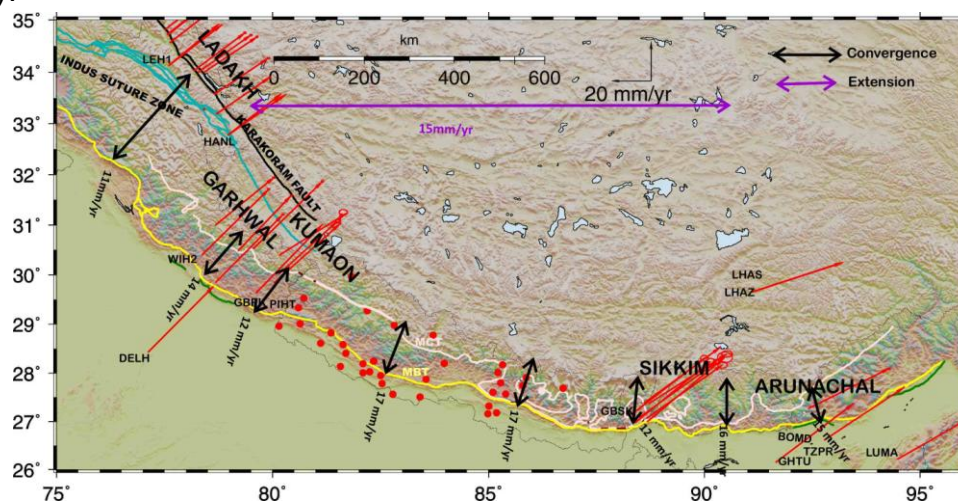 y.
35°
34°
33°
32°
31°
30°
29°
28°
27°
26°
75°
80°
85°
90°
95°
km
0 200 400 600
20 mm/yr
Convergence
Extension
15mm/yr
LADAKH
LEH1
INDUS SUTURE ZONE
HANL
KARAKORAM FAULT
11mm/yr
GARHWAL
KUMAON
WIH2
14 mm/yr
PIHT
12 mm/yr
DELH
MCT
MBT
17 mm/yr
17 mm/yr
LHAS
LHAZ
SIKKIM
ARUNACHAL
12 mm/yr
16 mm/yr
15 mm/yr
BOMD
TZPR
GHTU
LUMA